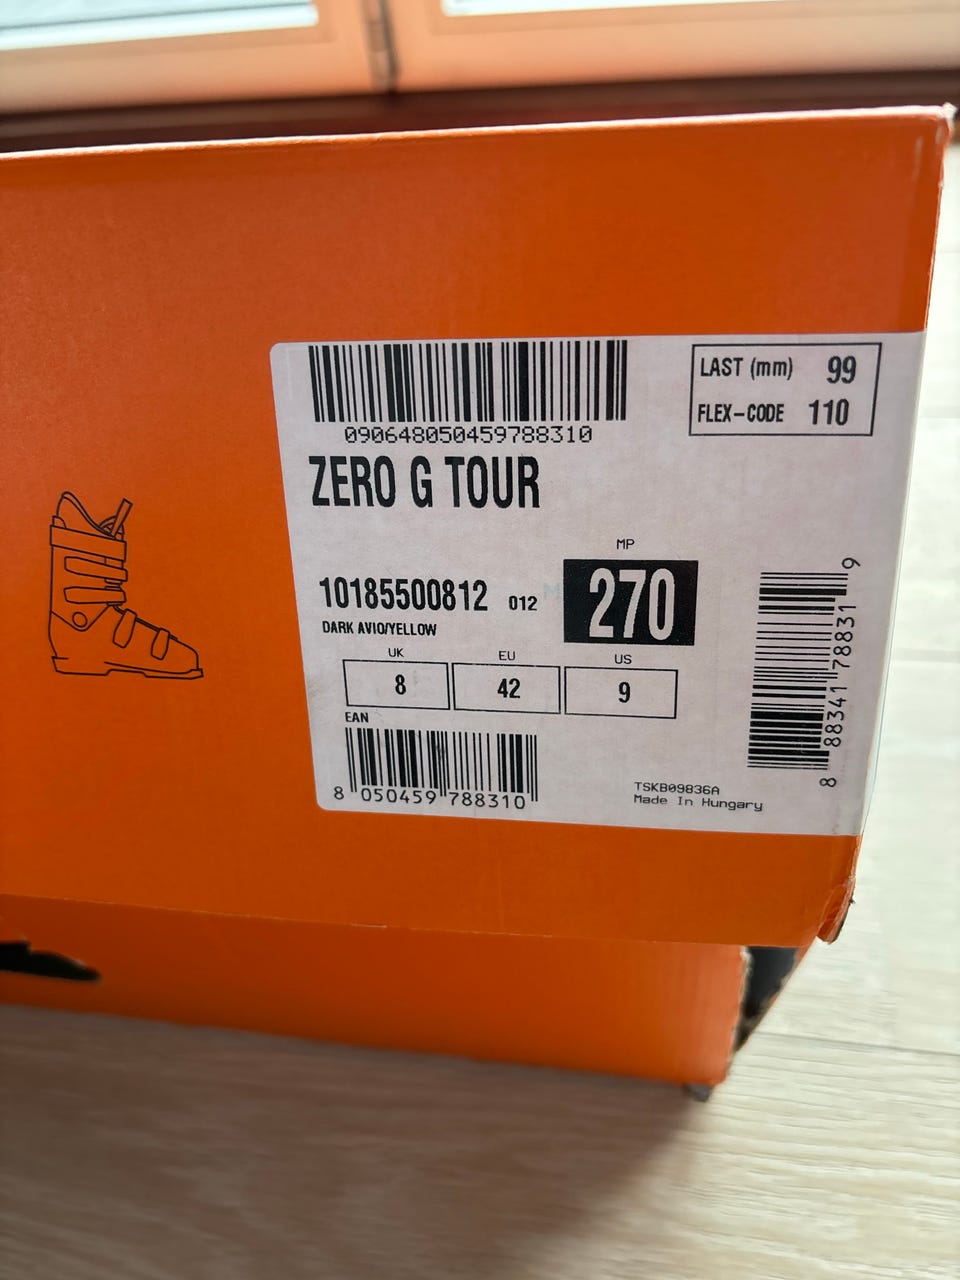 LAST (mm) 99
FLEX-CODE 110
090648050459788310
ZERO G TOUR
MP
10185500812 012 270
DARK AVIO/YELLOW
UK EU US
8 42 9
EAN
8 050459 788310
8 88341 78831 9
TSKB09836A
Made In Hungary